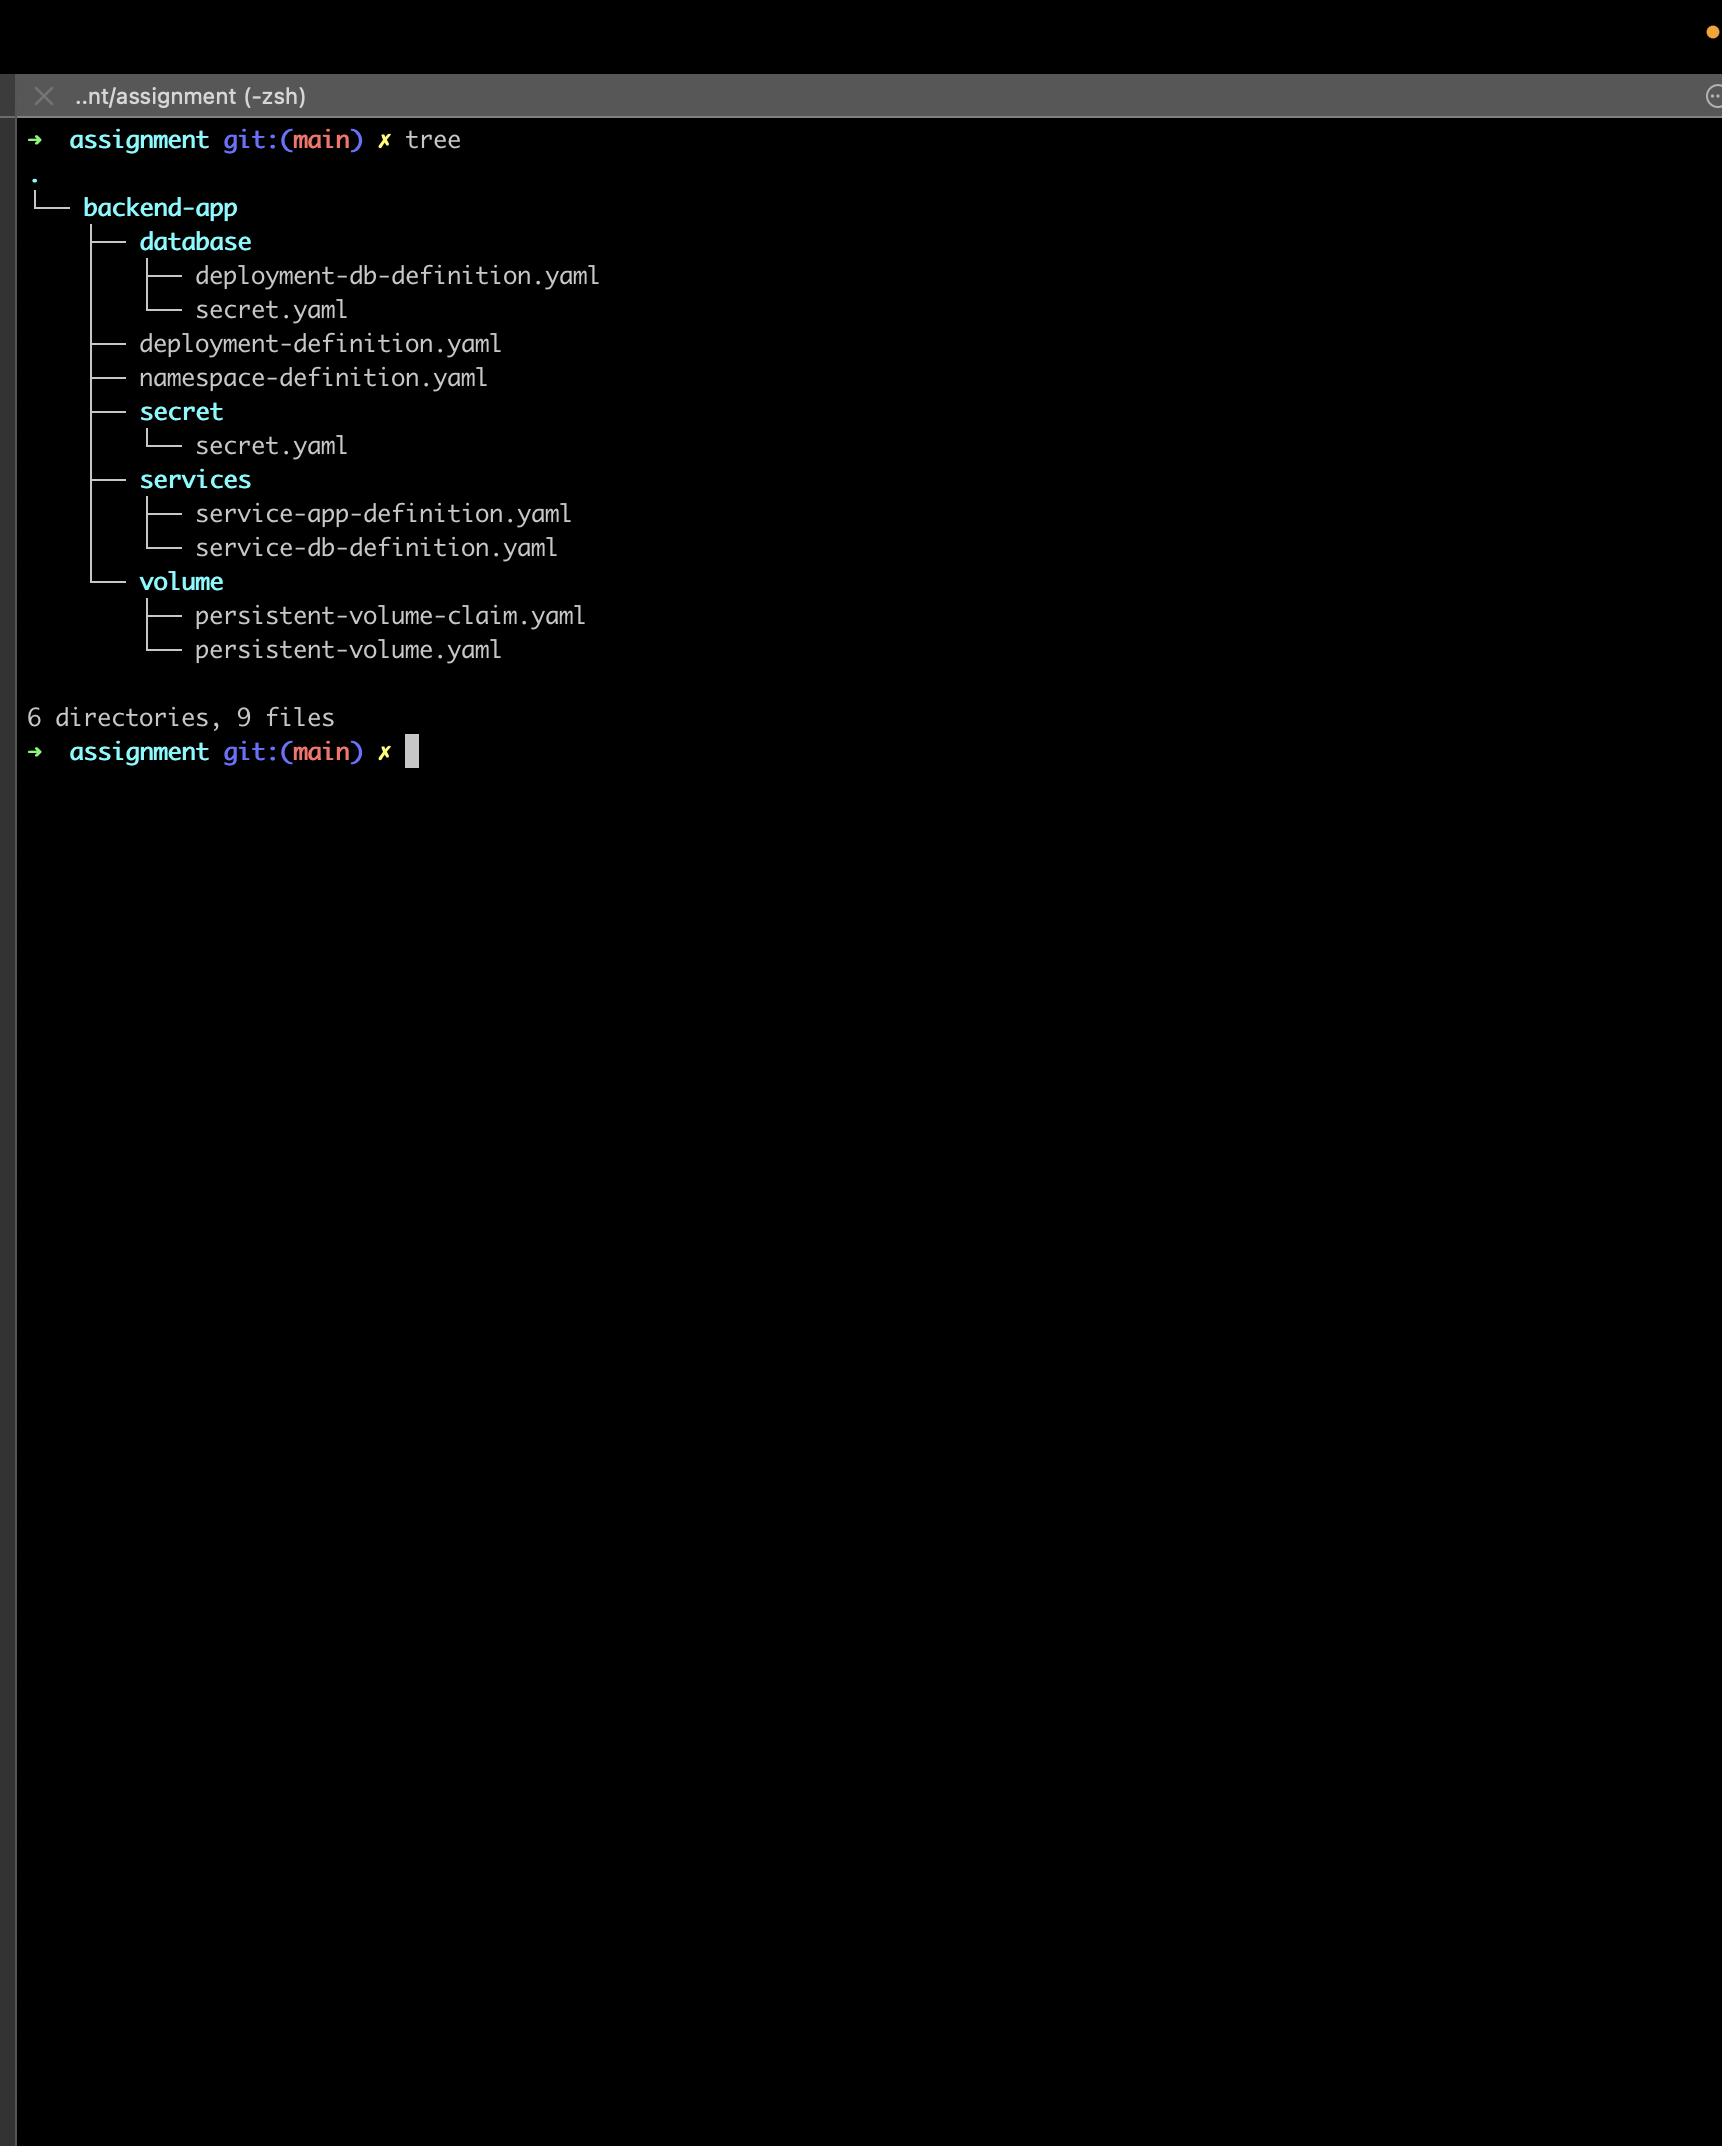 ..nt/assignment (-zsh)
➜  assignment git:(main) ✗ tree
.
└── backend-app
    ├── database
    │   ├── deployment-db-definition.yaml
    │   └── secret.yaml
    ├── deployment-definition.yaml
    ├── namespace-definition.yaml
    ├── secret
    │   └── secret.yaml
    ├── services
    │   ├── service-app-definition.yaml
    │   └── service-db-definition.yaml
    └── volume
        ├── persistent-volume-claim.yaml
        └── persistent-volume.yaml

6 directories, 9 files
➜  assignment git:(main) ✗